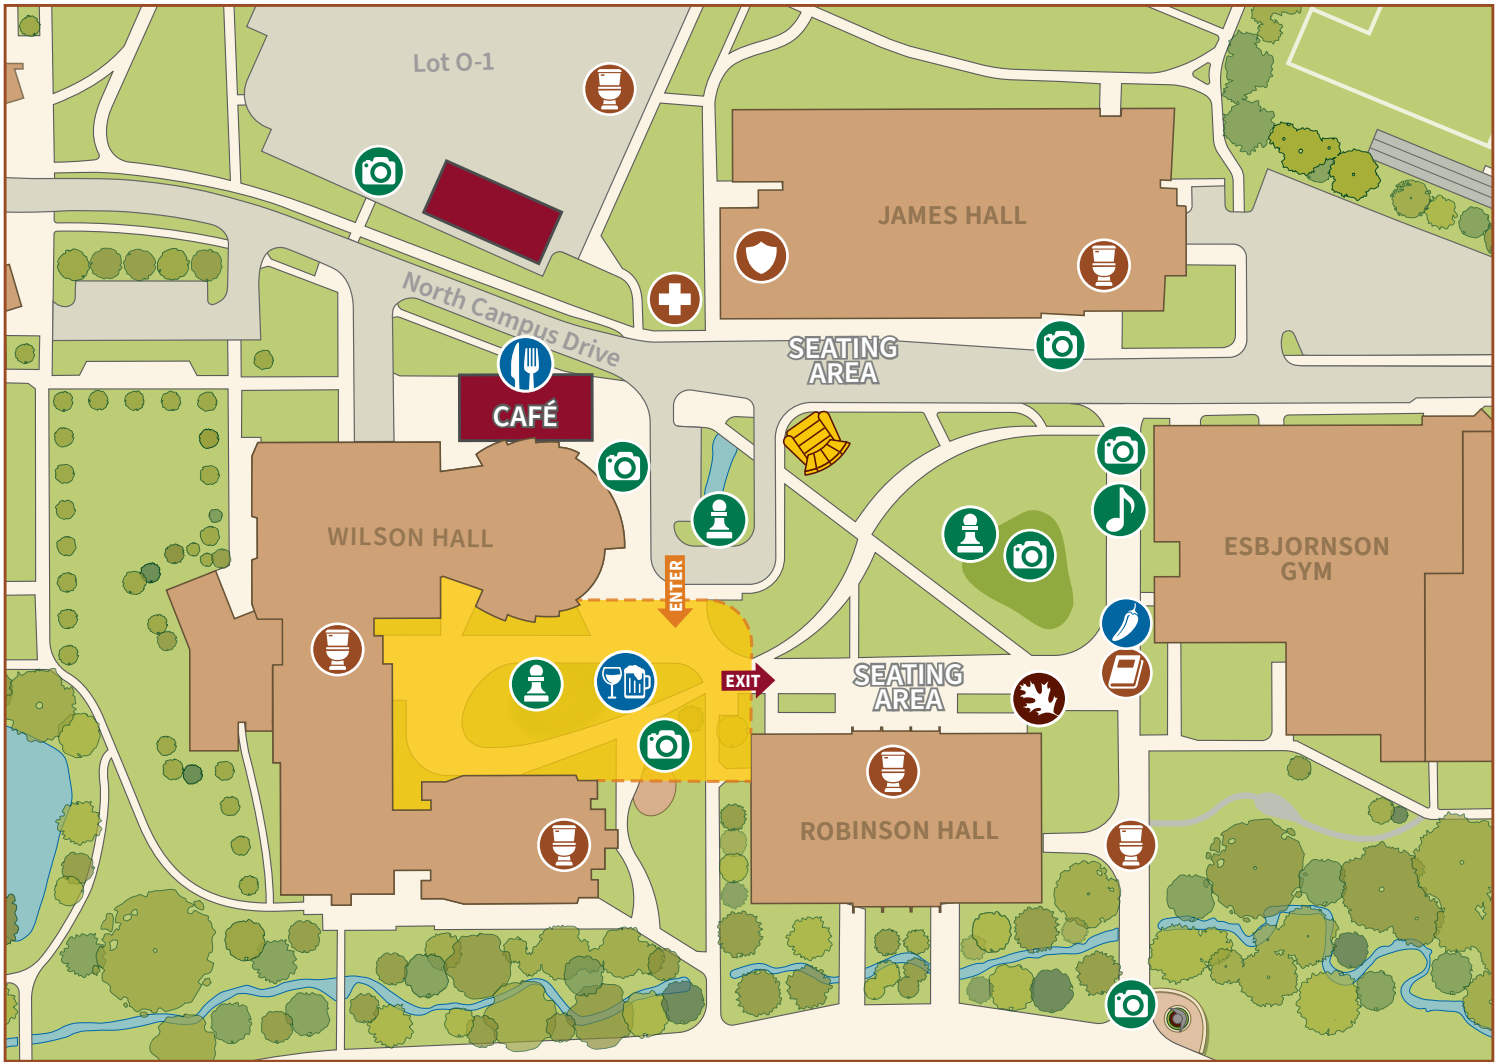 Lot O-1
JAMES HALL
North Campus Drive
SEATING
AREA
CAFÉ
WILSON HALL
ESBJORNSON
GYM
ENTER
EXIT
SEATING
AREA
ROBINSON HALL